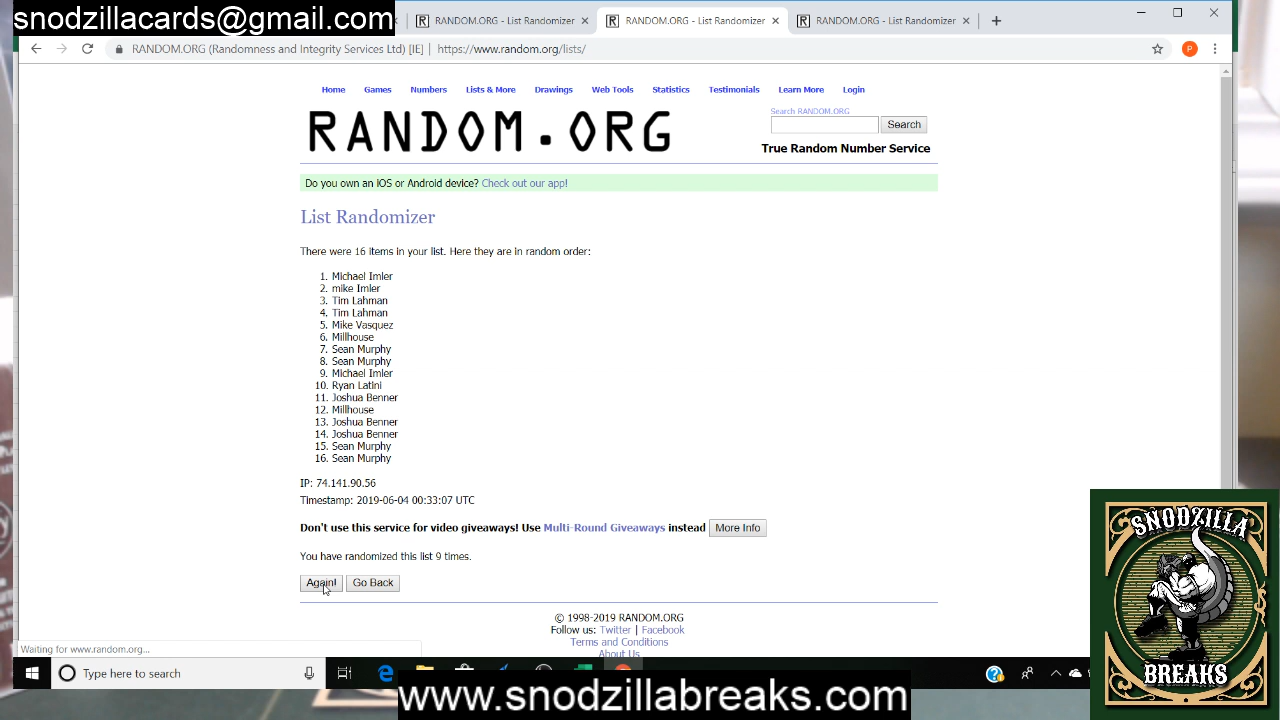 snodzillacards@gmail.com
RANDOM.ORG - List Randomizer
RANDOM.ORG - List Randomizer
RANDOM.ORG (Randomness and Integrity Services Ltd) [IE] | https://www.random.org/lists/
P
Home Games Numbers Lists & More Drawings Web Tools Statistics Testimonials Learn More Login
RANDOM.ORG
Search RANDOM.ORG
Search
True Random Number Service
Do you own an iOS or Android device? Check out our app!
List Randomizer
There were 16 items in your list. Here they are in random order:
1. Michael Imler
2. mike Imler
3. Tim Lahman
4. Tim Lahman
5. Mike Vasquez
6. Millhouse
7. Sean Murphy
8. Sean Murphy
9. Michael Imler
10. Ryan Latini
11. Joshua Benner
12. Millhouse
13. Joshua Benner
14. Joshua Benner
15. Sean Murphy
16. Sean Murphy
IP: 74.141.90.56
Timestamp: 2019-06-04 00:33:07 UTC
Don't use this service for video giveaways! Use Multi-Round Giveaways instead More Info
You have randomized this list 9 times.
Again! Go Back
© 1998-2019 RANDOM.ORG
Follow us: Twitter | Facebook
Terms and Conditions
About Us
Waiting for www.random.org...
Type here to search
www.snodzillabreaks.com
SNODZILLA
BREAKS